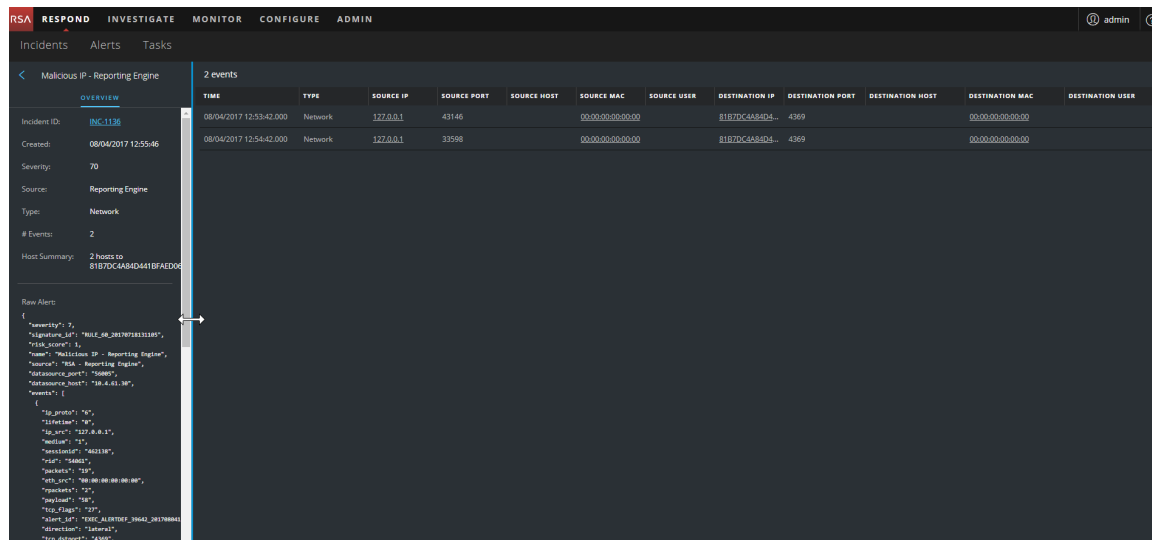 RSA RESPOND INVESTIGATE MONITOR CONFIGURE ADMIN admin
Incidents Alerts Tasks
Malicious IP - Reporting Engine
OVERVIEW
Incident ID: INC-1136
Created: 08/04/2017 12:55:46
Severity: 70
Source: Reporting Engine
Type: Network
# Events: 2
Host Summary: 2 hosts to
81B7DC4A84D441BFAED06
Raw Alert:
{
"severity": 7,
"signature_id": "RULE_60_20170718131105",
"risk_score": 1,
"name": "Malicious IP - Reporting Engine",
"source": "RSA - Reporting Engine",
"datasource_port": "56005",
"datasource_host": "10.4.61.30",
"events": [
{
"ip_proto": "6",
"lifetime": "0",
"ip_src": "127.0.0.1",
"medium": "1",
"sessionid": "462138",
"rid": "54061",
"packets": "19",
"eth_src": "00:00:00:00:00:00",
"rpackets": "2",
"payload": "58",
"tcp_flags": "27",
"alert_id": "EXEC_ALERTDEF_39642_201708041
"direction": "lateral",
"tcp_dstport": "4369",
2 events
TIME TYPE SOURCE IP SOURCE PORT SOURCE HOST SOURCE MAC SOURCE USER DESTINATION IP DESTINATION PORT DESTINATION HOST DESTINATION MAC DESTINATION USER
08/04/2017 12:53:42.000 Network 127.0.0.1 43146 00:00:00:00:00:00 81B7DC4A84D4... 4369 00:00:00:00:00:00
08/04/2017 12:54:42.000 Network 127.0.0.1 33598 00:00:00:00:00:00 81B7DC4A84D4... 4369 00:00:00:00:00:00